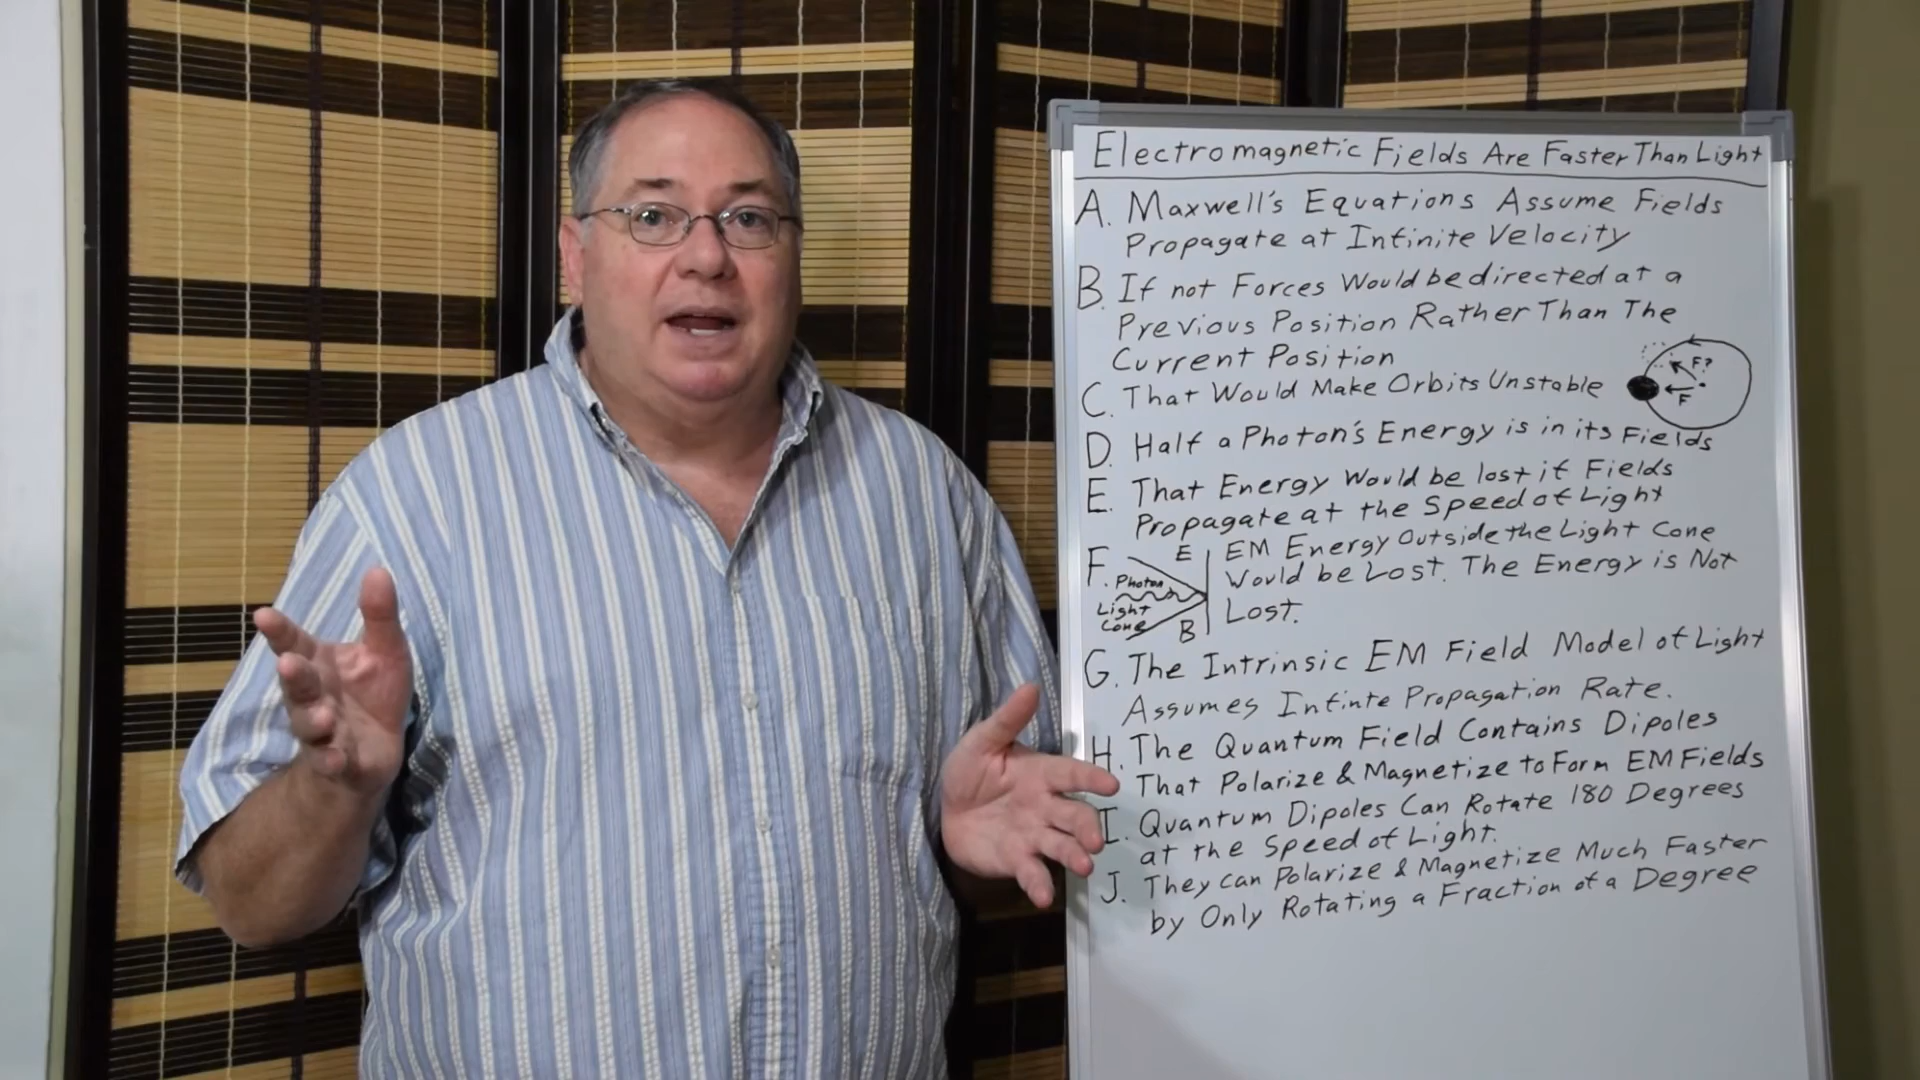 Electromagnetic Fields Are Faster Than Light
A. Maxwell's Equations Assume Fields
Propagate at Infinite Velocity
B. If not Forces Would be directed at a
Previous Position Rather Than The
Current Position
F?
F
C. That Would Make Orbits Unstable
D. Half a Photon's Energy is in its Fields
E. That Energy Would be lost if Fields
Propagate at the Speed of Light
F. E EM Energy Outside the Light Cone
Photon Would be Lost. The Energy is Not
Light
Cone B Lost.
G. The Intrinsic EM Field Model of Light
Assumes Infinte Propagation Rate.
H. The Quantum Field Contains Dipoles
That Polarize & Magnetize to Form EM Fields
I. Quantum Dipoles Can Rotate 180 Degrees
at the Speed of Light.
J. They can Polarize & Magnetize Much Faster
by Only Rotating a Fraction of a Degree